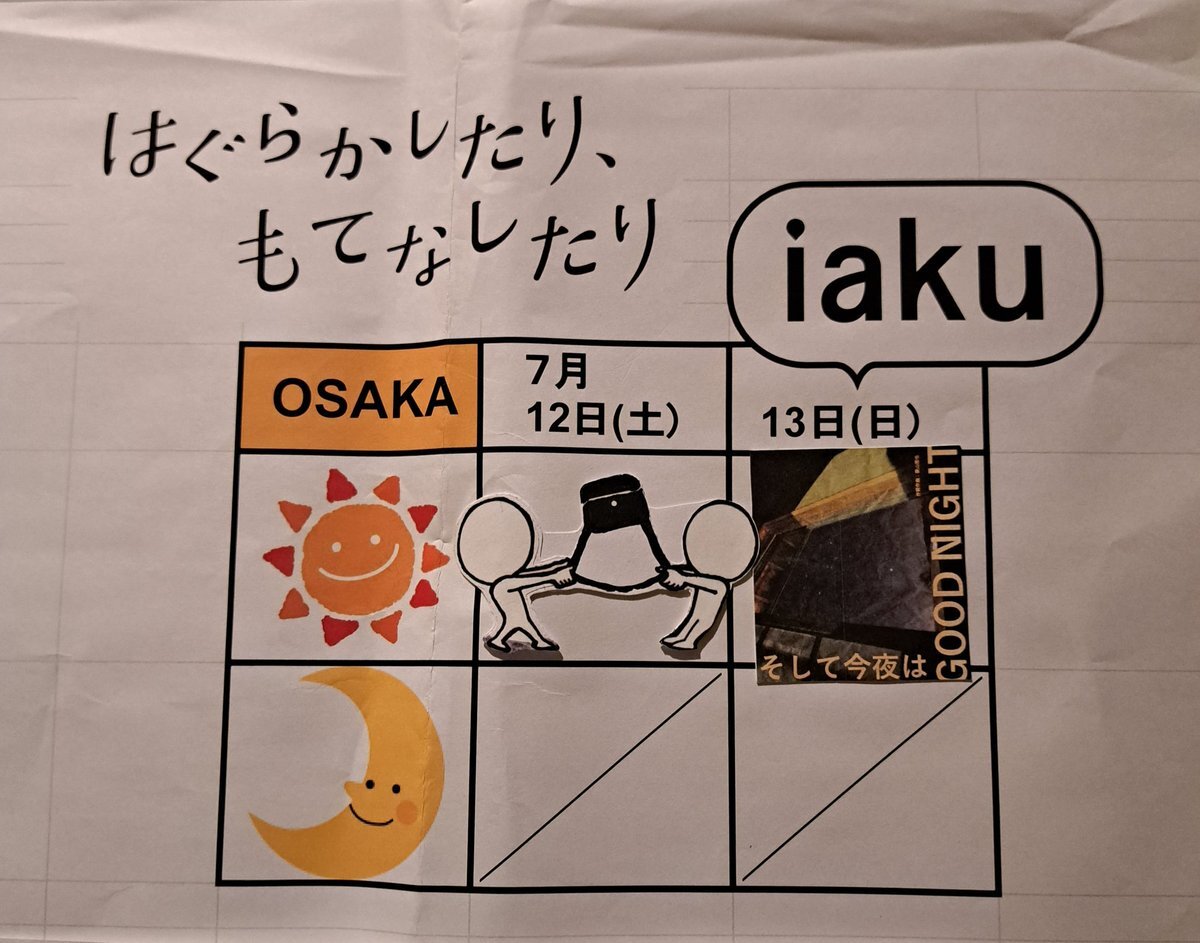 はぐらかしたり、
もてなしたり
iaku
OSAKA
7月
12日(土)
13日(日)
GOOD NIGHT
そして今夜は